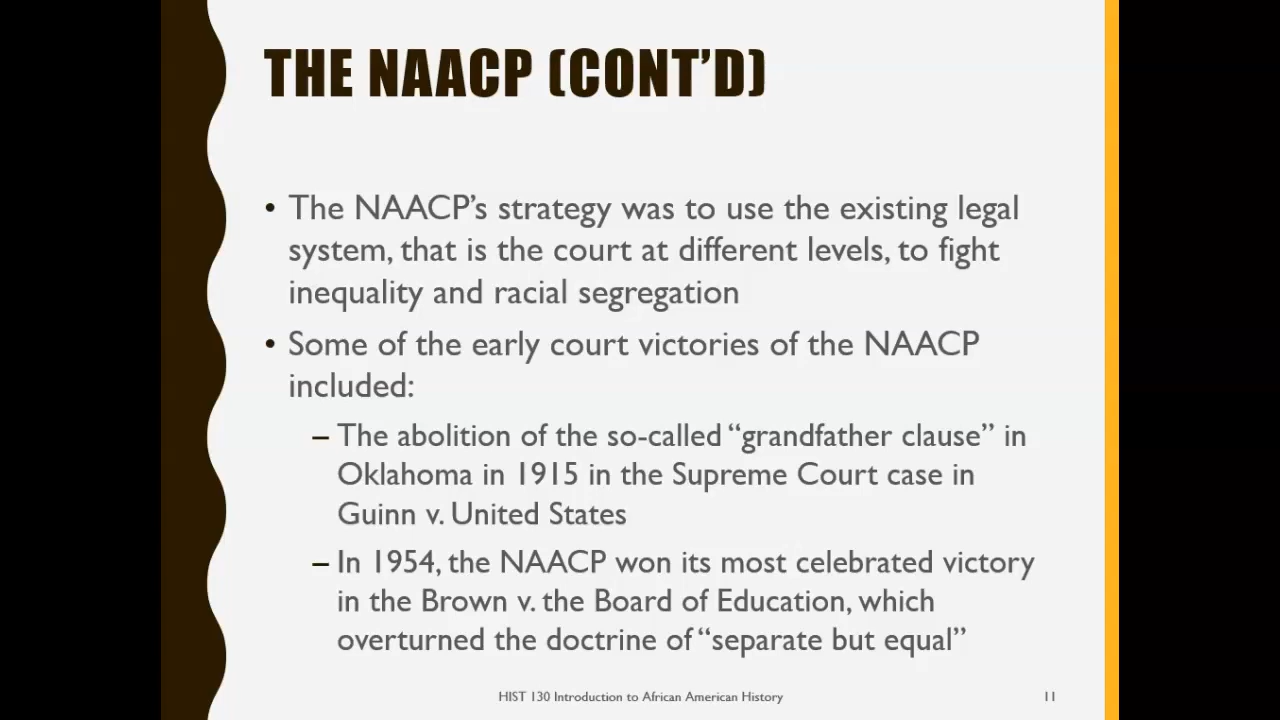 THE NAACP (CONT’D)
• The NAACP’s strategy was to use the existing legal
system, that is the court at different levels, to fight
inequality and racial segregation
• Some of the early court victories of the NAACP
included:
– The abolition of the so-called “grandfather clause” in
Oklahoma in 1915 in the Supreme Court case in
Guinn v. United States
– In 1954, the NAACP won its most celebrated victory
in the Brown v. the Board of Education, which
overturned the doctrine of “separate but equal”
HIST 130 Introduction to African American History
11